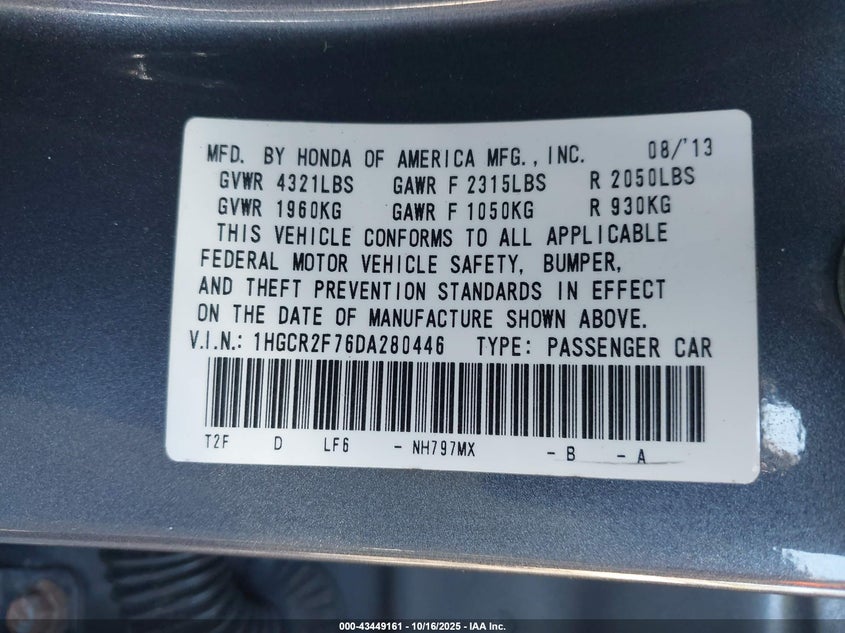 MFD. BY HONDA OF AMERICA MFG., INC. 08/'13
GVWR 4321LBS GAWR F 2315LBS R 2050LBS
GVWR 1960KG GAWR F 1050KG R 930KG
THIS VEHICLE CONFORMS TO ALL APPLICABLE
FEDERAL MOTOR VEHICLE SAFETY, BUMPER,
AND THEFT PREVENTION STANDARDS IN EFFECT
ON THE DATE OF MANUFACTURE SHOWN ABOVE.
V.I.N.: 1HGCR2F76DA280446 TYPE: PASSENGER CAR
T2F D LF6 - NH797MX - B - A
000-43449161 - 10/16/2025 - IAA Inc.